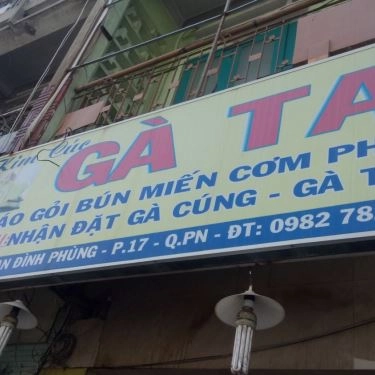 Kim Cúc
GÀ TA
ÁO GỎI BÚN MIẾN CƠM PH
NHẬN ĐẶT GÀ CÚNG - GÀ T
AN ĐÌNH PHÙNG - P.17 - Q.PN - ĐT: 0982 78